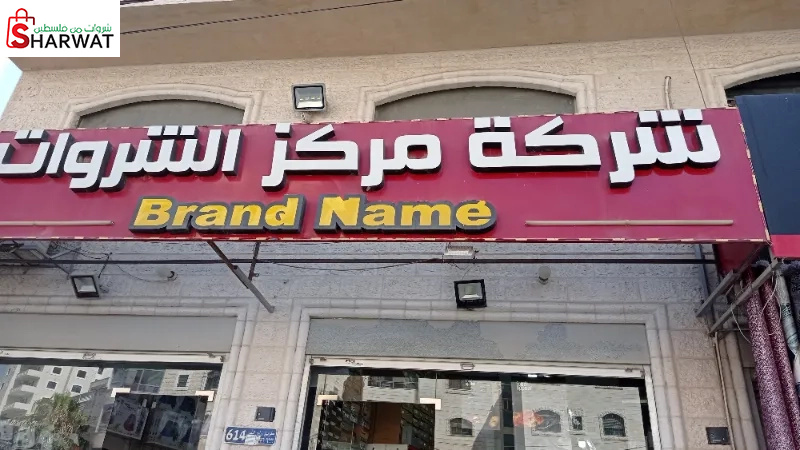 شروات من فلسطين
SHARWAT
شركة مركز الشروات
Brand Name
614